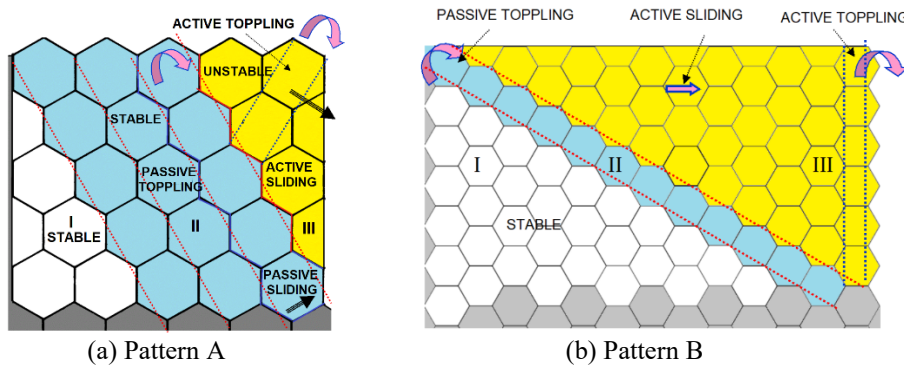 ACTIVE TOPPLING
UNSTABLE
STABLE
PASSIVE
TOPPLING
ACTIVE
SLIDING
I
STABLE
II
III
PASSIVE
SLIDING
(a) Pattern A
PASSIVE TOPPLING
ACTIVE SLIDING
ACTIVE TOPPLING
I
II
III
STABLE
(b) Pattern B